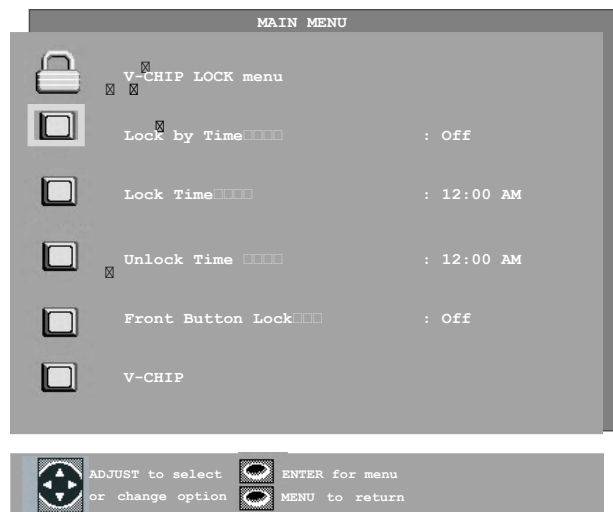 MAIN MENU
V-CHIP LOCK menu
Lock by Time : Off
Lock Time : 12:00 AM
Unlock Time : 12:00 AM
Front Button Lock : Off
V-CHIP
ADJUST to select ENTER for menu
or change option MENU to return